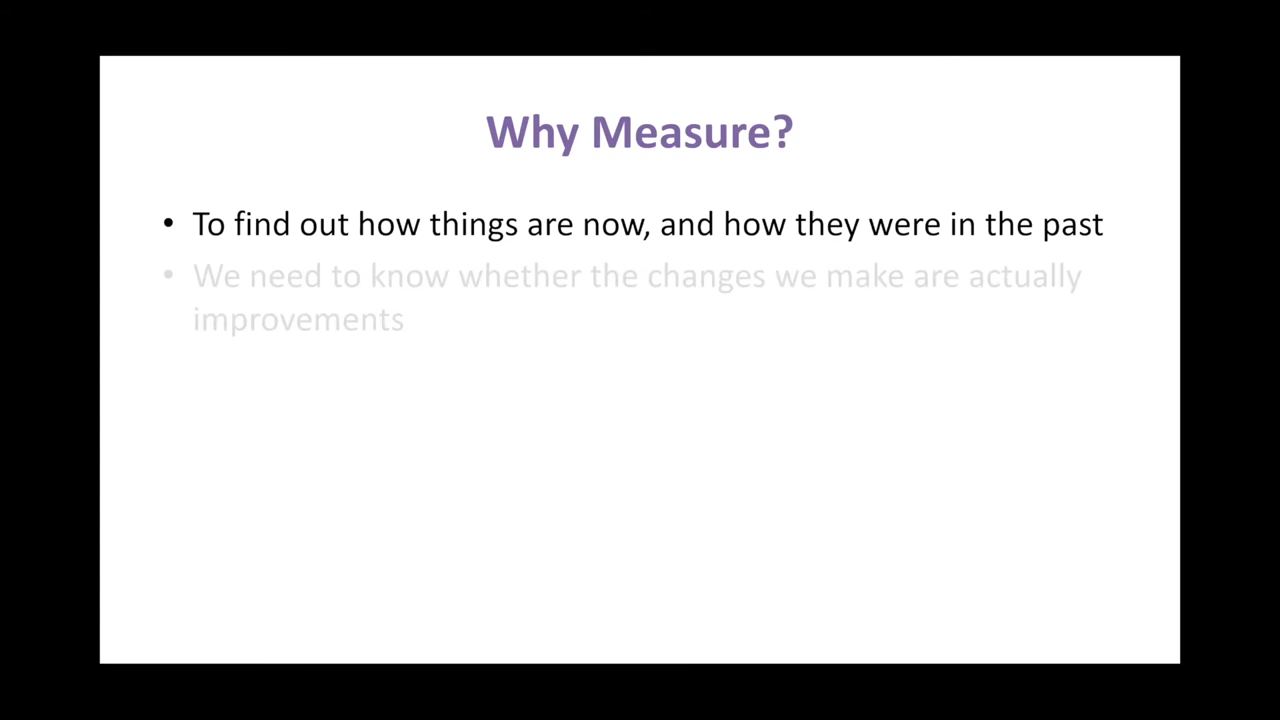 Why Measure?
• To find out how things are now, and how they were in the past
• We need to know whether the changes we make are actually
improvements